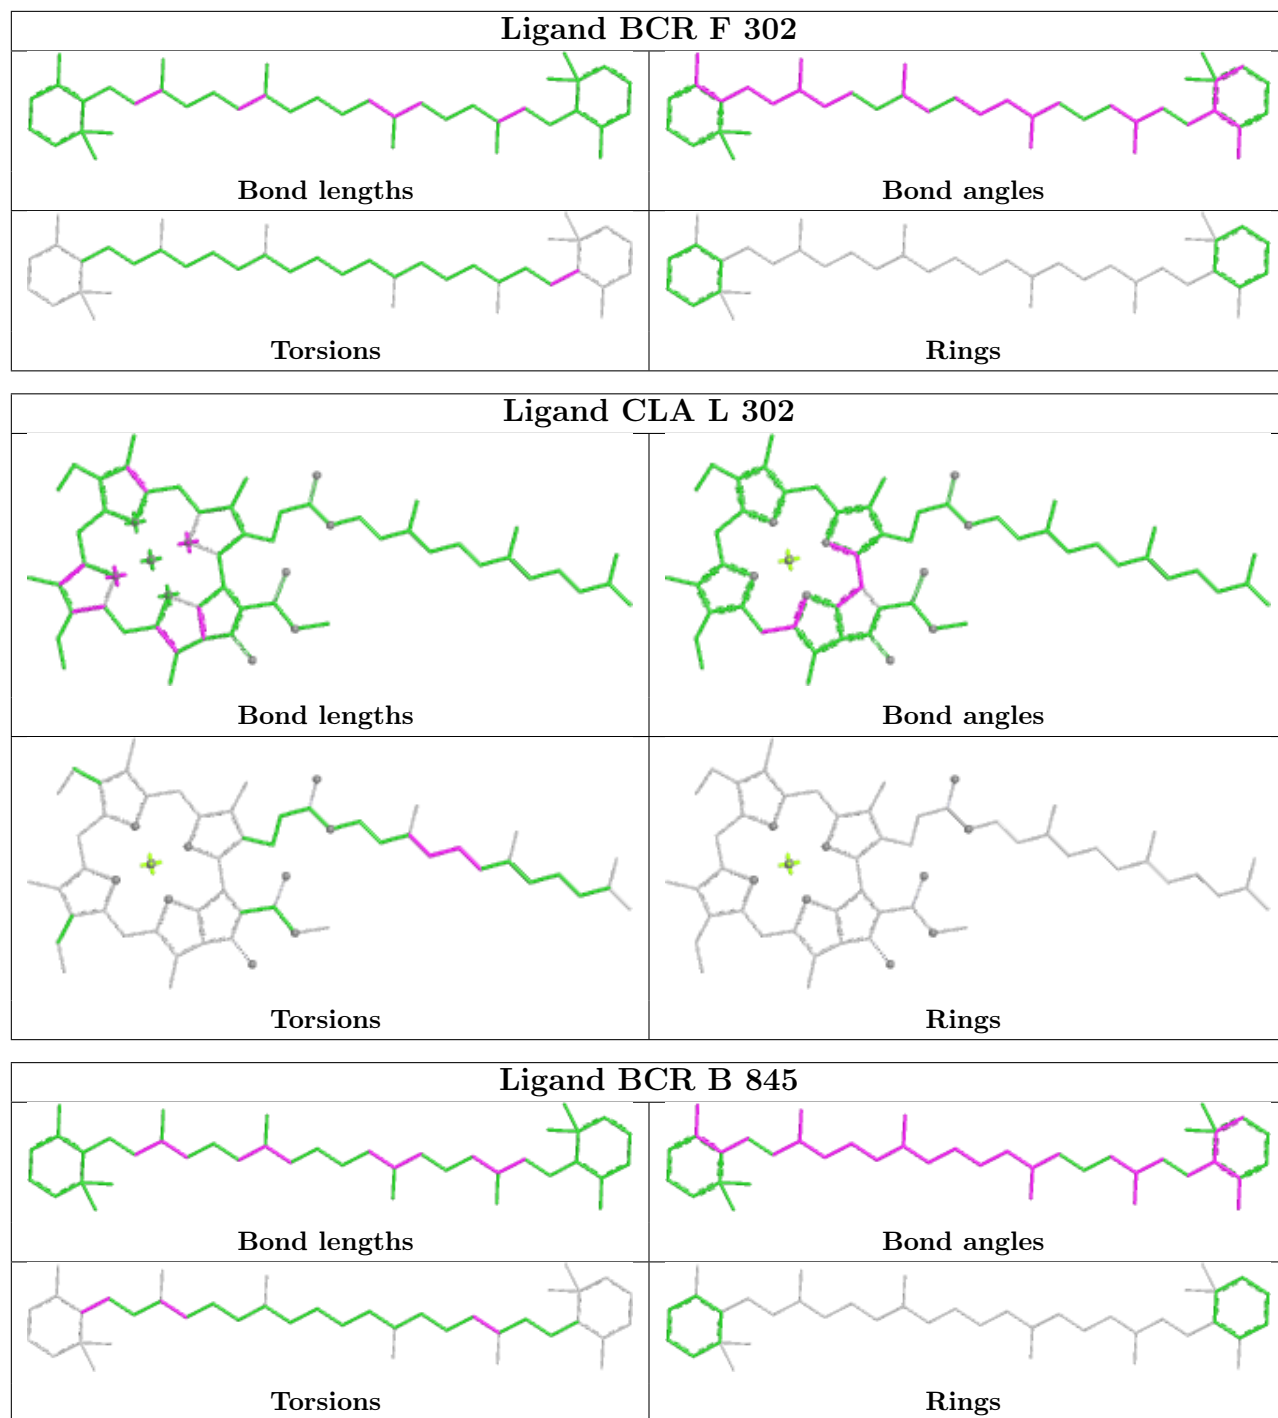 Ligand BCR F 302
Bond lengths
Bond angles
Torsions
Rings
Ligand CLA L 302
Bond lengths
Bond angles
Torsions
Rings
Ligand BCR B 845
Bond lengths
Bond angles
Torsions
Rings